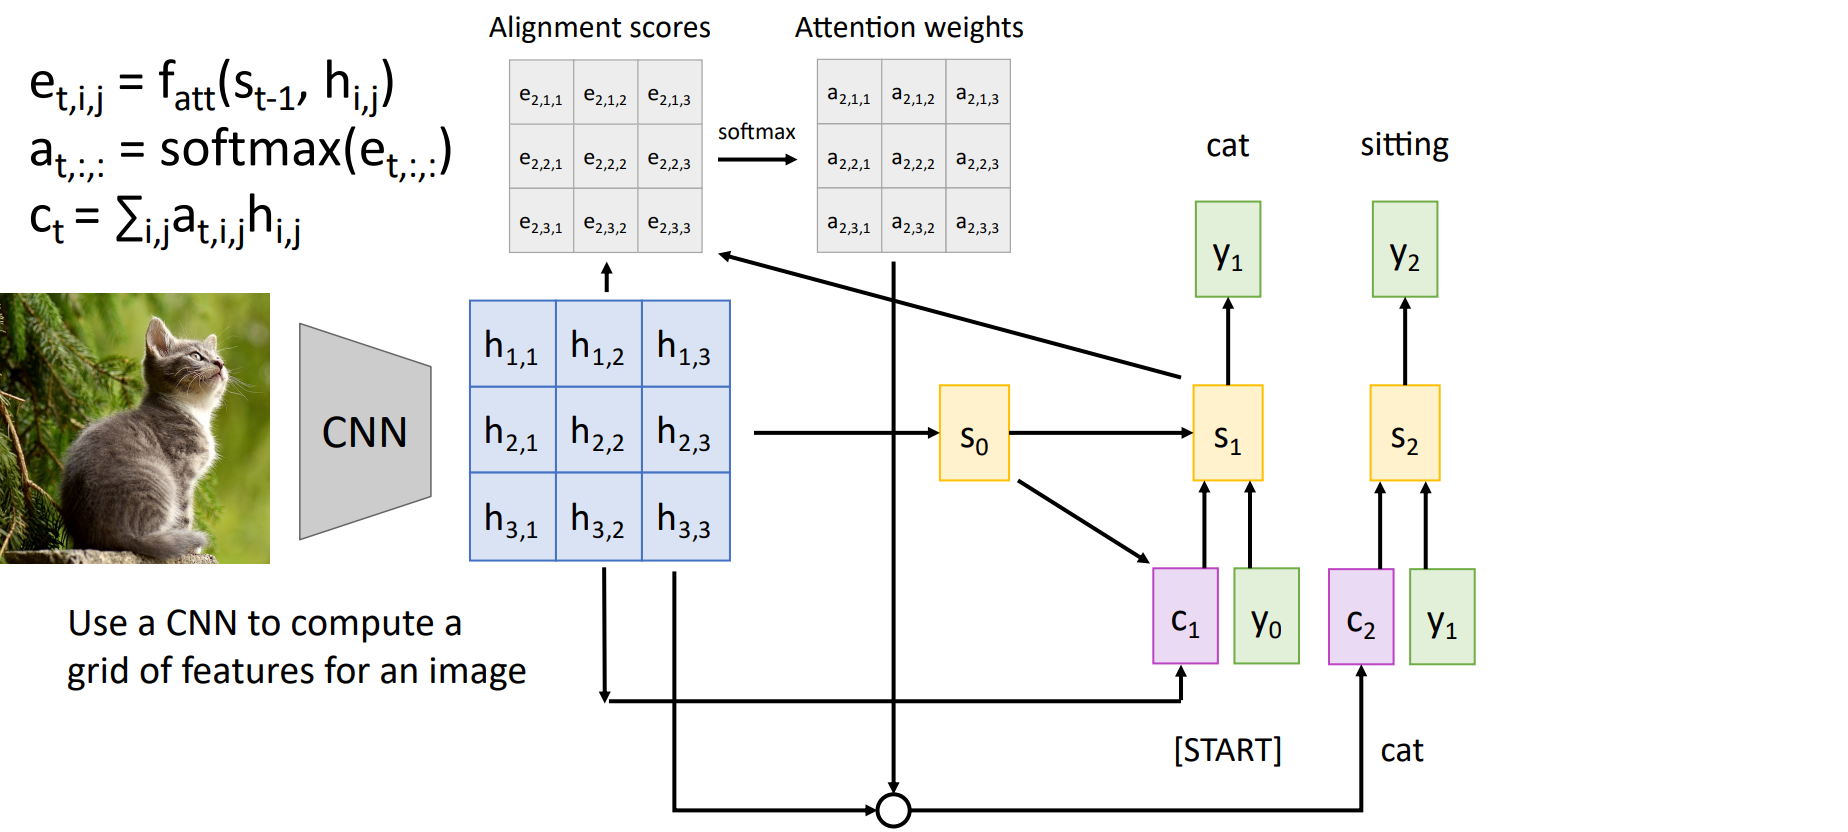 Alignment scores
Attention weights
e_{t,i,j} = f_{att}(s_{t-1}, h_{i,j})
a_{t,:,:} = softmax(e_{t,:,:})
c_t = ∑_{i,j}a_{t,i,j}h_{i,j}
e_{2,1,1} e_{2,1,2} e_{2,1,3}
e_{2,2,1} e_{2,2,2} e_{2,2,3}
e_{2,3,1} e_{2,3,2} e_{2,3,3}
softmax
a_{2,1,1} a_{2,1,2} a_{2,1,3}
a_{2,2,1} a_{2,2,2} a_{2,2,3}
a_{2,3,1} a_{2,3,2} a_{2,3,3}
cat
sitting
y_1
y_2
CNN
h_{1,1} h_{1,2} h_{1,3}
h_{2,1} h_{2,2} h_{2,3}
h_{3,1} h_{3,2} h_{3,3}
s_0
s_1
s_2
c_1
y_0
c_2
y_1
Use a CNN to compute a
grid of features for an image
[START]
cat